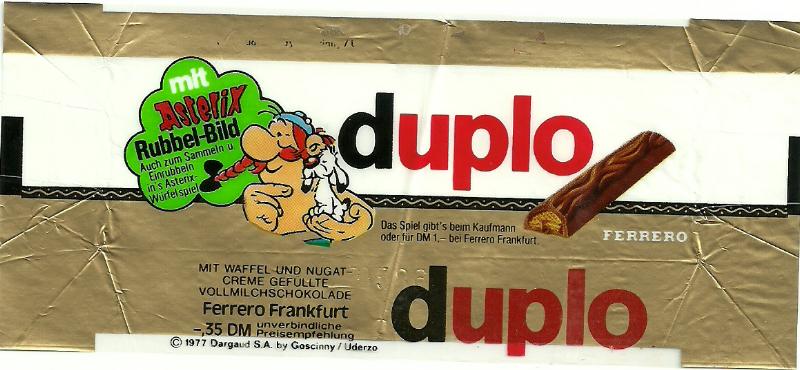 mit
Asterix
Rubbel-Bild
Auch zum Sammeln u.
Einrubbeln
in's Asterix-
Würfelspiel
duplo
Das Spiel gibt's beim Kaufmann
oder für DM 1,– bei Ferrero Frankfurt.
FERRERO
MIT WAFFEL UND NUGAT-
CREME GEFÜLLTE
VOLLMILCHSCHOKOLADE
Ferrero Frankfurt
–,35 DM unverbindliche Preisempfehlung
© 1977 Dargaud S.A. by Goscinny / Uderzo
duplo